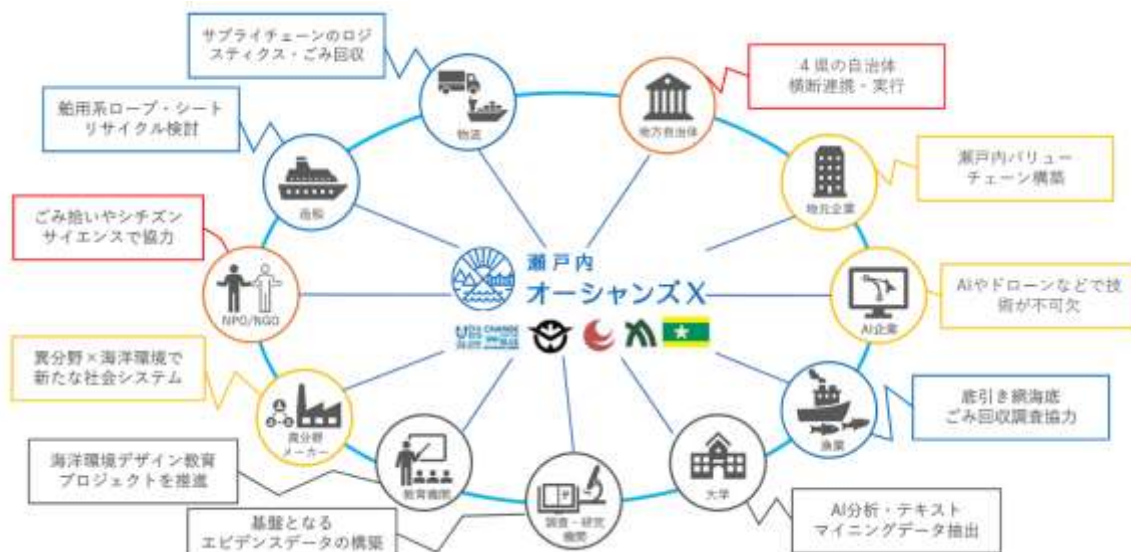 サプライチェーンのロジ
スティクス・ごみ回収
物流
４県の自治体
横断連携・実行
地方自治体
舶用系ロープ・シート
リサイクル検討
瀬戸内バリュー
チェーン構築
地元企業
ごみ拾いやシチズン
サイエンスで協力
NPO/NGO
瀬戸内
オーシャンズX
CHANGE
AIやドローンなどで技
術が不可欠
AI企業
異分野×海洋環境で
新たな社会システム
異分野
メーカー
底引き網海底
ごみ回収調査協力
漁業
海洋環境デザイン教育
プロジェクトを推進
教育機関
基盤となる
エビデンスデータの構築
調査・研究
機関
大学
AI分析・テキスト
マイニングデータ抽出